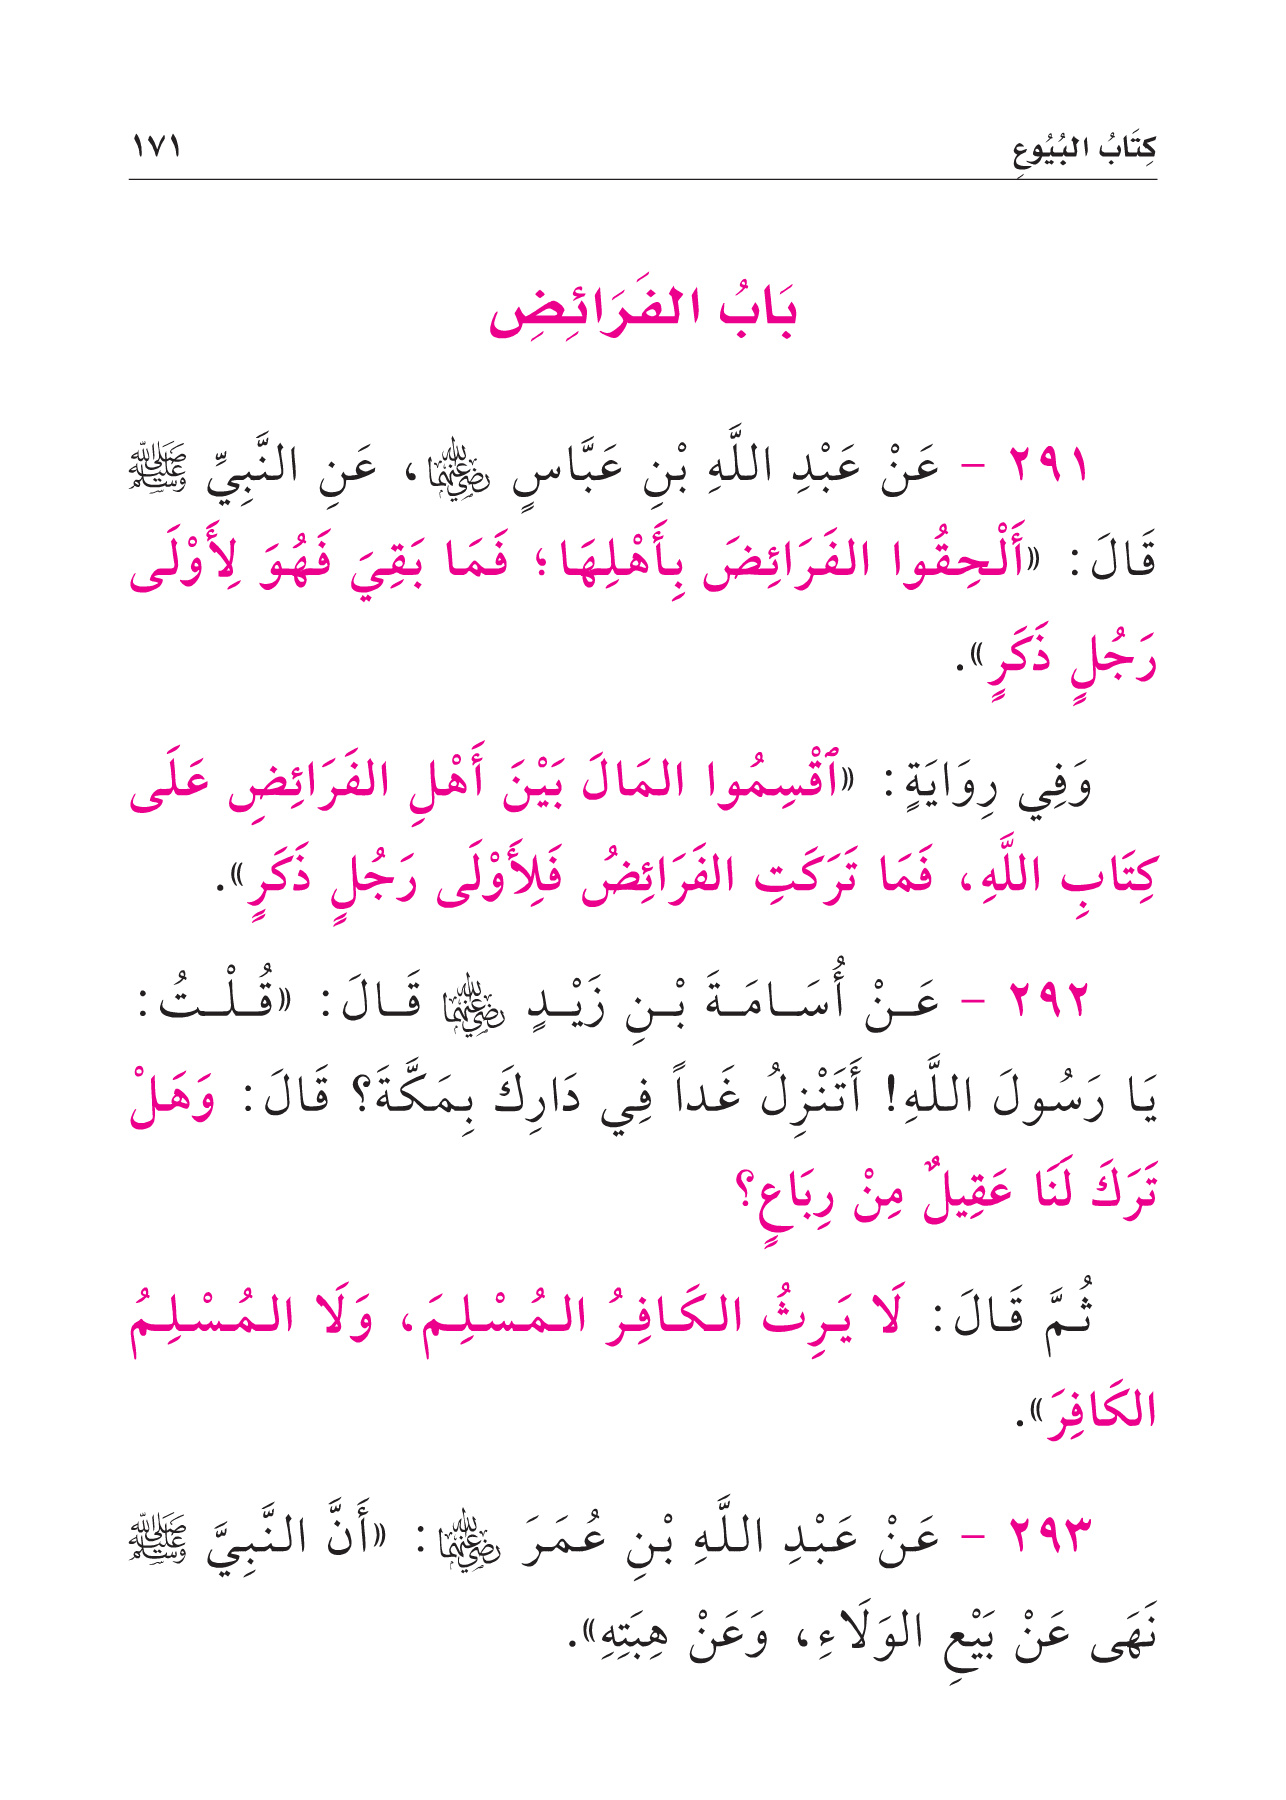 كِتَابُ البُيُوعِ ١٧١
بَابُ الفَرَائِضِ
٢٩١ - عَنْ عَبْدِ اللَّهِ بْنِ عَبَّاسٍ رضي الله عنهما، عَنِ النَّبِيِّ ﷺ
قَالَ: «أَلْحِقُوا الفَرَائِضَ بِأَهْلِهَا؛ فَمَا بَقِيَ فَهُوَ لِأَوْلَى
رَجُلٍ ذَكَرٍ».
وَفِي رِوَايَةٍ: «ٱقْسِمُوا المَالَ بَيْنَ أَهْلِ الفَرَائِضِ عَلَى
كِتَابِ اللَّهِ، فَمَا تَرَكَتِ الفَرَائِضُ فَلِأَوْلَى رَجُلٍ ذَكَرٍ».
٢٩٢ - عَنْ أُسَامَةَ بْنِ زَيْدٍ رضي الله عنهما قَالَ: «قُلْتُ:
يَا رَسُولَ اللَّهِ! أَتَنْزِلُ غَداً فِي دَارِكَ بِمَكَّةَ؟ قَالَ: وَهَلْ
تَرَكَ لَنَا عَقِيلٌ مِنْ رِبَاعٍ؟
ثُمَّ قَالَ: لَا يَرِثُ الكَافِرُ المُسْلِمَ، وَلَا المُسْلِمُ
الكَافِرَ».
٢٩٣ - عَنْ عَبْدِ اللَّهِ بْنِ عُمَرَ رضي الله عنهما: «أَنَّ النَّبِيَّ ﷺ
نَهَى عَنْ بَيْعِ الوَلَاءِ، وَعَنْ هِبَتِهِ».